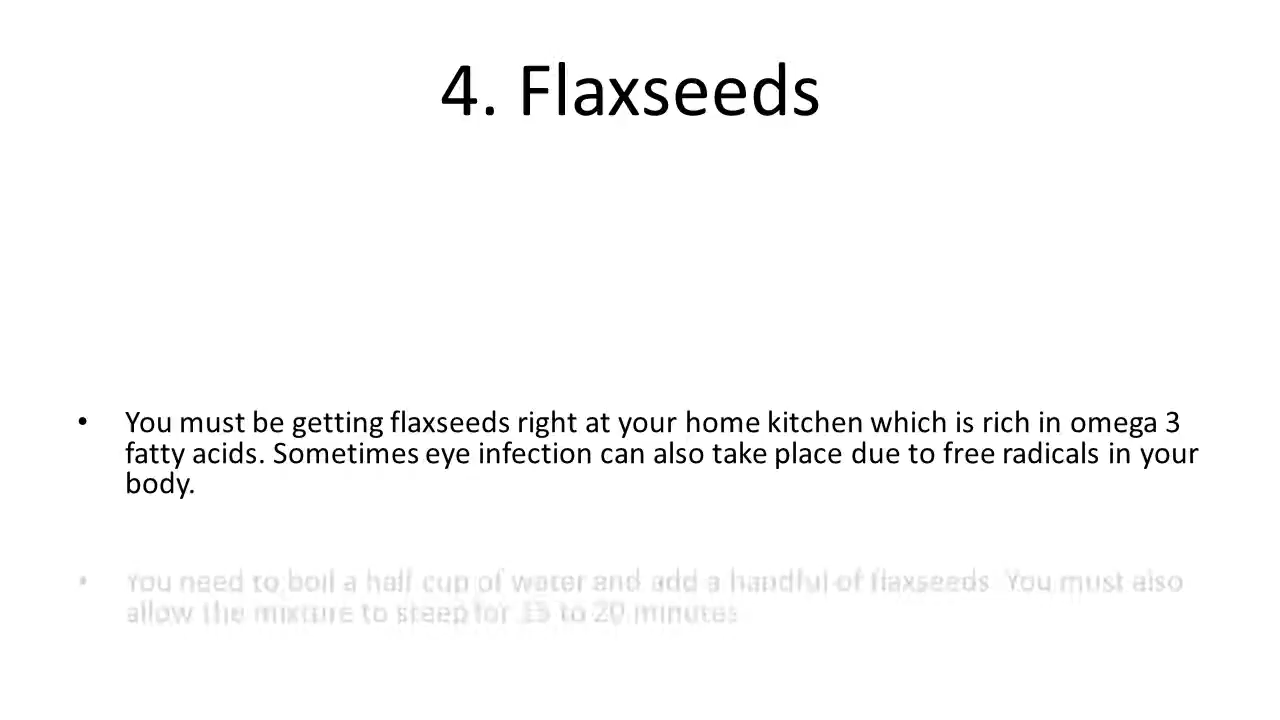 4. Flaxseeds
• You must be getting flaxseeds right at your home kitchen which is rich in omega 3
fatty acids. Sometimes eye infection can also take place due to free radicals in your
body.
• You need to boil a half cup of water and add a handful of flaxseeds. You must also
allow the mixture to steep for 15 to 20 minutes.